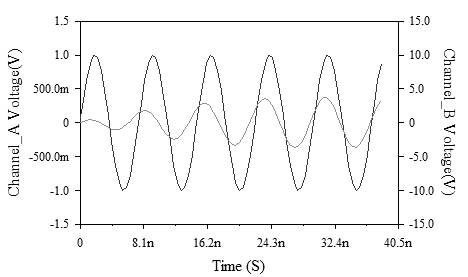 Channel_A Voltage(V)
1.5
1.0
500.0m
0
-500.0m
-1.0
-1.5
15.0
10.0
5.0
0
-5.0
-10.0
-15.0
Channel_B Voltage(V)
0 8.1n 16.2n 24.3n 32.4n 40.5n
Time (S)